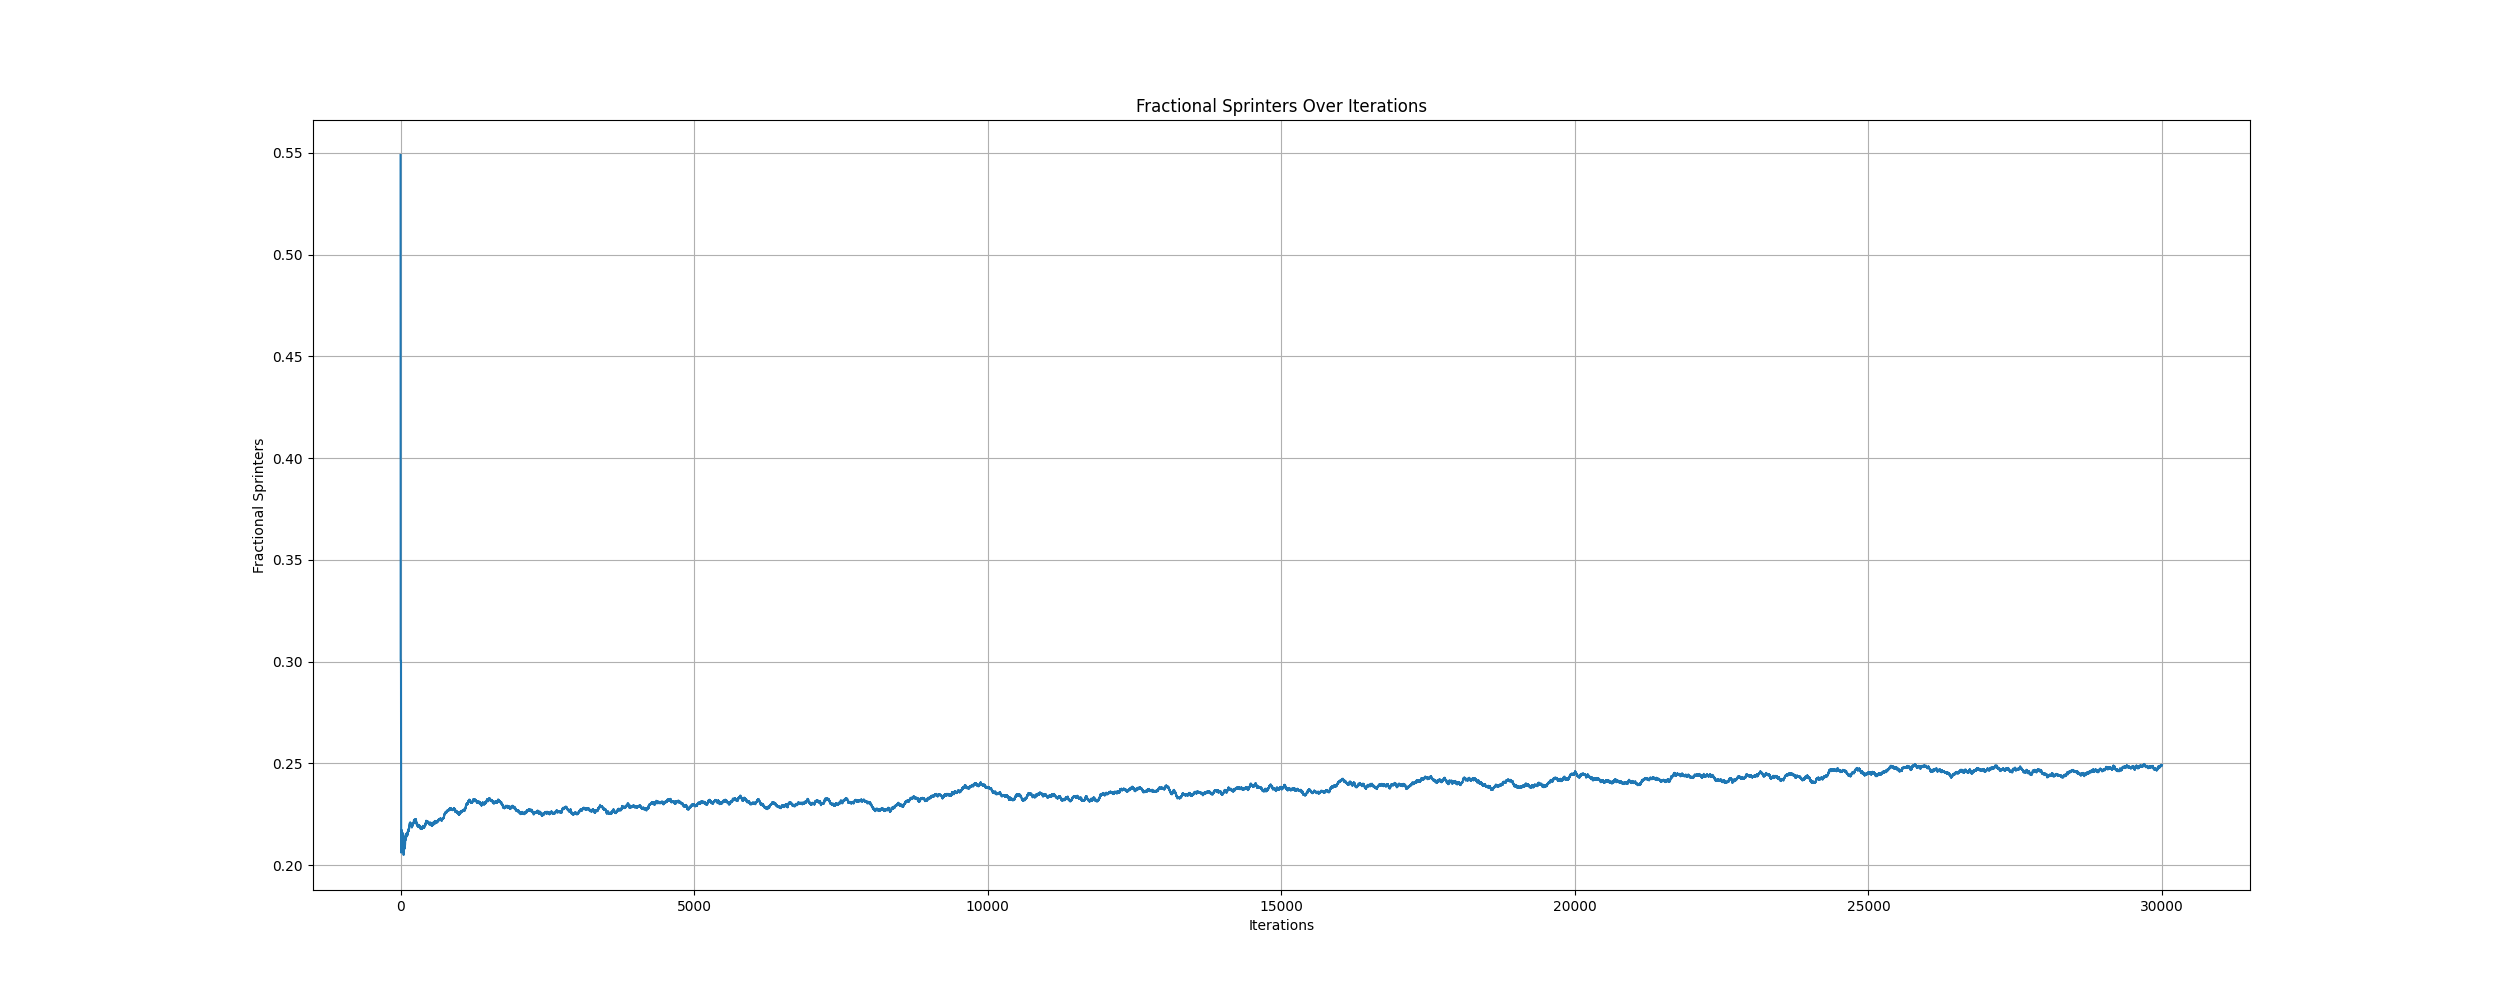 Fractional Sprinters Over Iterations
0.55
0.50
0.45
0.40
0.35
0.30
0.25
0.20
Fractional Sprinters
0 5000 10000 15000 20000 25000 30000
Iterations